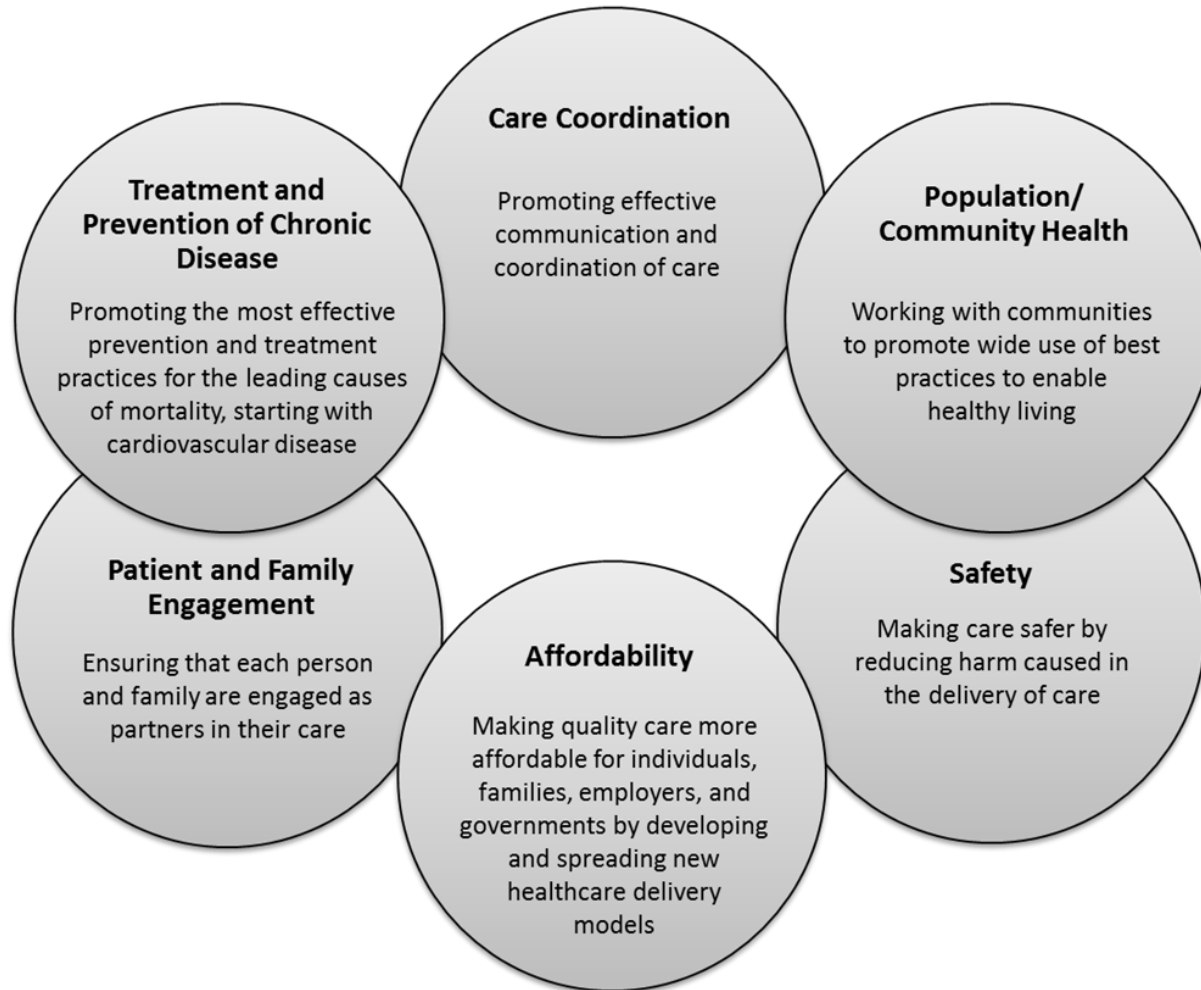 Care Coordination
Promoting effective
communication and
coordination of care
Treatment and
Prevention of Chronic
Disease
Promoting the most effective
prevention and treatment
practices for the leading causes
of mortality, starting with
cardiovascular disease
Population/
Community Health
Working with communities
to promote wide use of best
practices to enable
healthy living
Patient and Family
Engagement
Ensuring that each person
and family are engaged as
partners in their care
Affordability
Making quality care more
affordable for individuals,
families, employers, and
governments by developing
and spreading new
healthcare delivery
models
Safety
Making care safer by
reducing harm caused in
the delivery of care